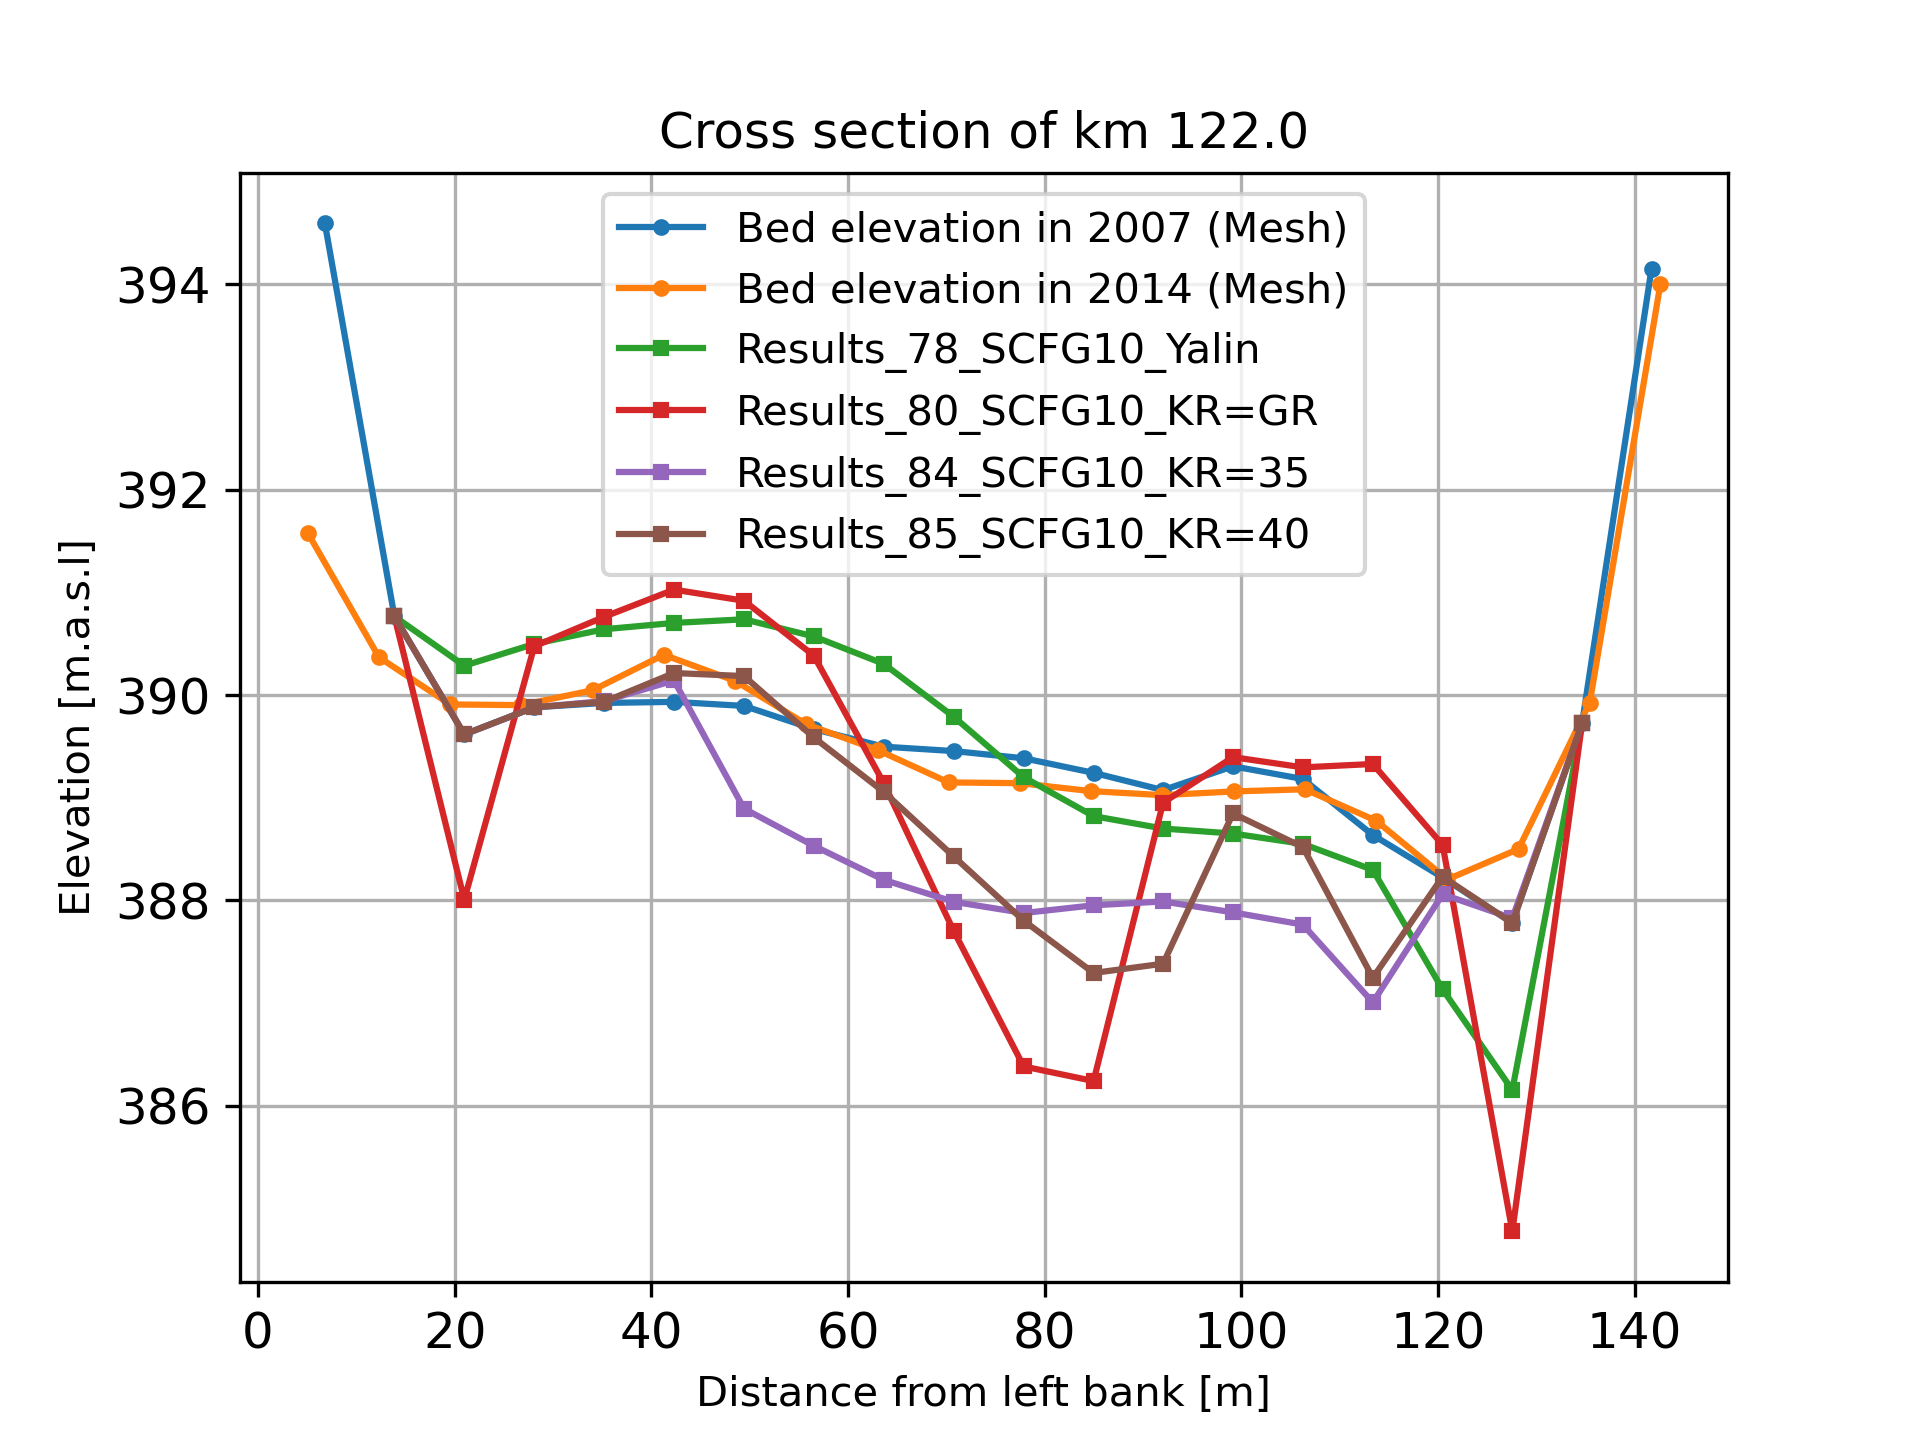 Cross section of km 122.0
Bed elevation in 2007 (Mesh)
Bed elevation in 2014 (Mesh)
Results_78_SCFG10_Yalin
Results_80_SCFG10_KR=GR
Results_84_SCFG10_KR=35
Results_85_SCFG10_KR=40
394
392
390
388
386
Elevation [m.a.s.l]
0 20 40 60 80 100 120 140
Distance from left bank [m]